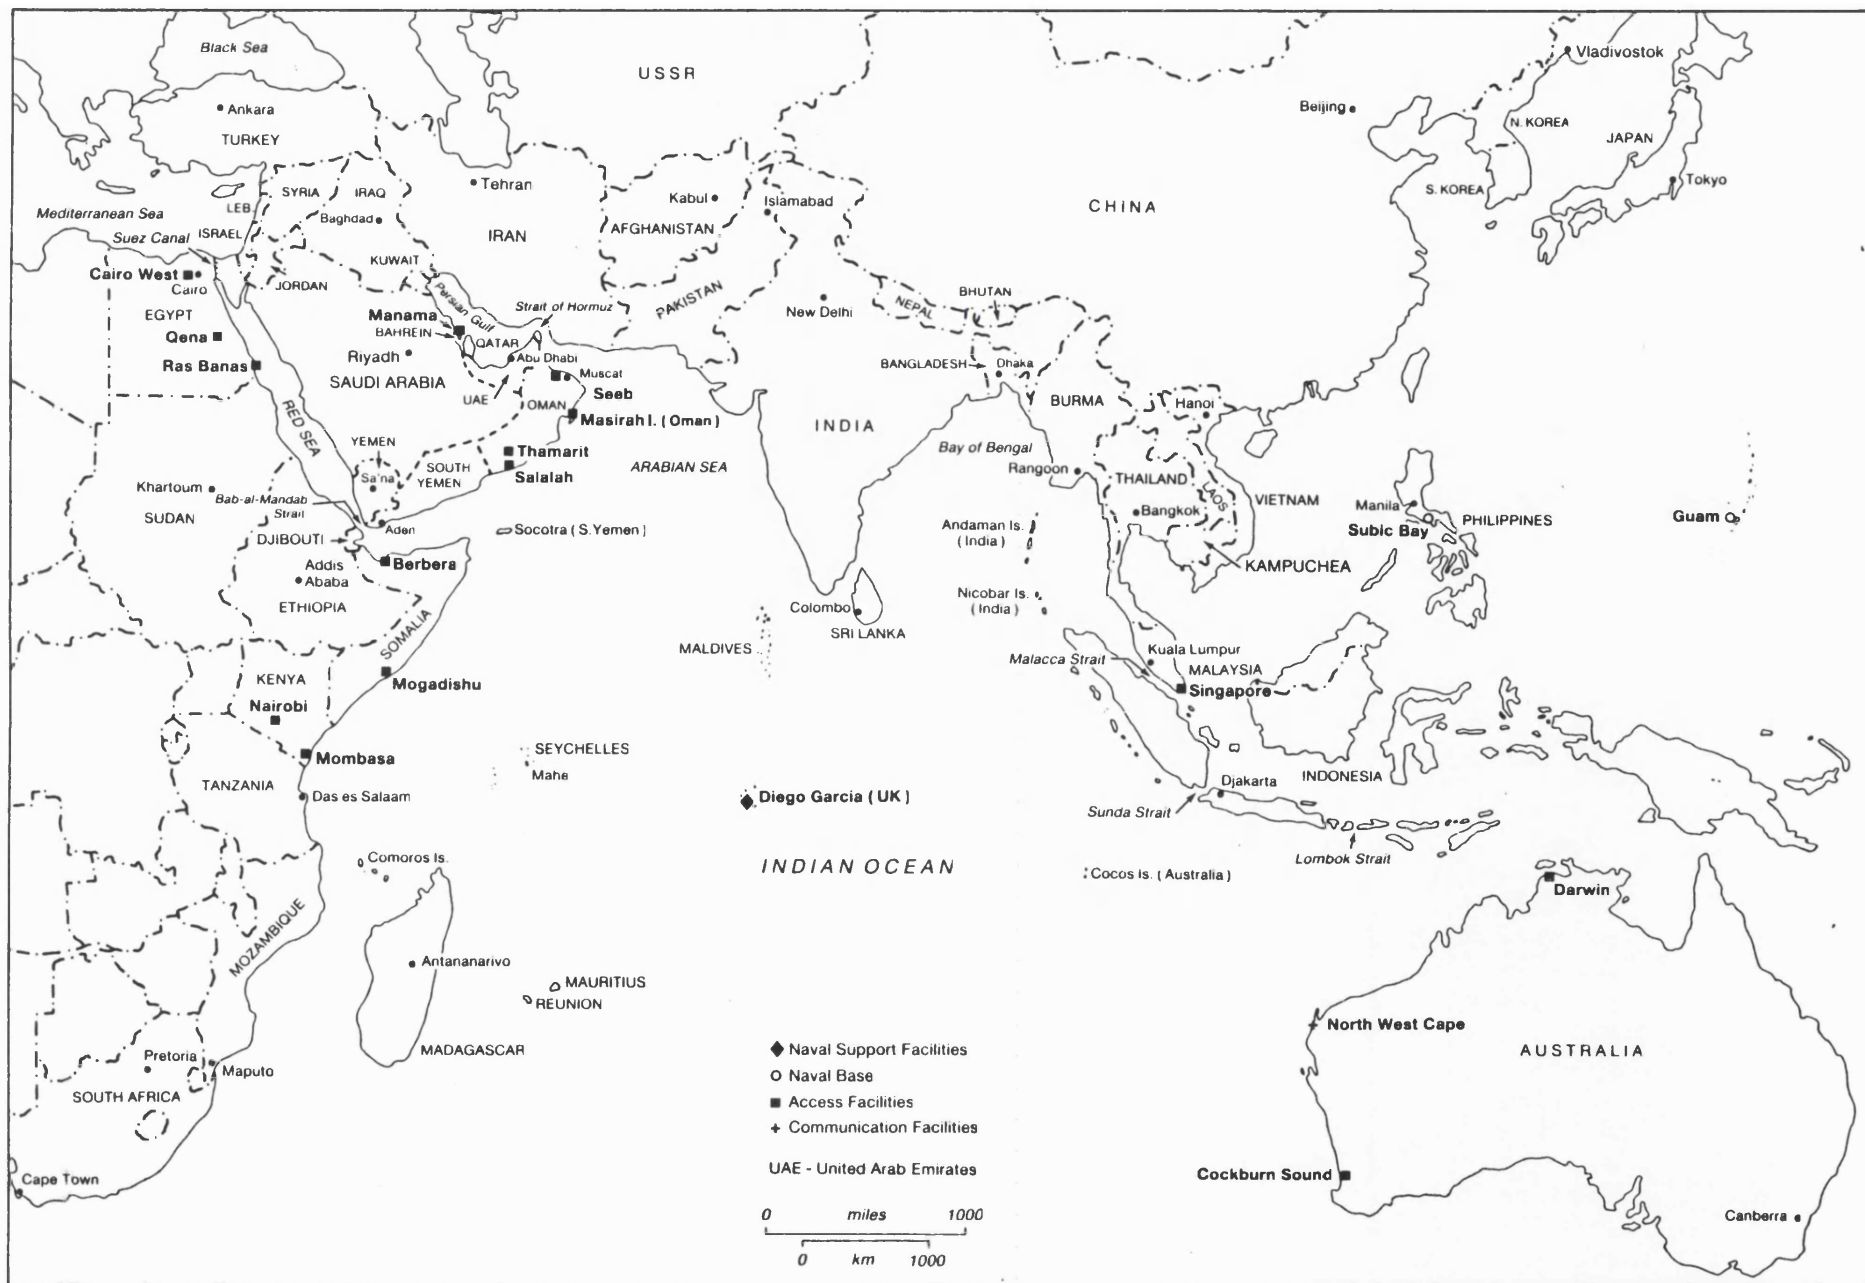 Black Sea
USSR
Vladivostok
Beijing
Ankara
TURKEY
N. KOREA
JAPAN
Tehran
Tokyo
SYRIA
IRAQ
Kabul
Islamabad
S. KOREA
LEB.
Mediterranean Sea
Baghdad
CHINA
AFGHANISTAN
Suez Canal
ISRAEL
IRAN
KUWAIT
Cairo West
Cairo
JORDAN
Persian Gulf
Strait of Hormuz
PAKISTAN
NEPAL
BHUTAN
New Delhi
EGYPT
Manama
BAHREIN
Qena
QATAR
Riyadh
Abu Dhabi
BANGLADESH
Dhaka
Ras Banas
SAUDI ARABIA
Muscat
Seeb
UAE
OMAN
BURMA
Hanoi
RED SEA
Masirah I. (Oman)
INDIA
YEMEN
Thamarit
Bay of Bengal
SOUTH
YEMEN
Salalah
ARABIAN SEA
Rangoon
THAILAND
LAOS
Sa'na
Khartoum
Bab-al-Mandab
Strait
VIETNAM
Manila
SUDAN
Bangkok
PHILIPPINES
Guam
Aden
Socotra (S. Yemen)
Andaman Is.
(India)
Subic Bay
DJIBOUTI
Berbera
Addis
Ababa
KAMPUCHEA
ETHIOPIA
Nicobar Is.
(India)
Colombo
SRI LANKA
SOMALIA
MALDIVES
Kuala Lumpur
Malacca Strait
MALAYSIA
KENYA
Mogadishu
Singapore
Nairobi
SEYCHELLES
Mahe
Mombasa
INDONESIA
TANZANIA
Djakarta
Das es Salaam
Diego Garcia (UK)
Sunda Strait
Comoros Is.
INDIAN OCEAN
Lombok Strait
Cocos Is. (Australia)
Darwin
MOZAMBIQUE
Antananarivo
MAURITIUS
REUNION
North West Cape
MADAGASCAR
AUSTRALIA
Pretoria
Maputo
SOUTH AFRICA
Naval Support Facilities
Naval Base
Access Facilities
Communication Facilities
UAE - United Arab Emirates
Cape Town
Cockburn Sound
Canberra
0 miles 1000
0 km 1000